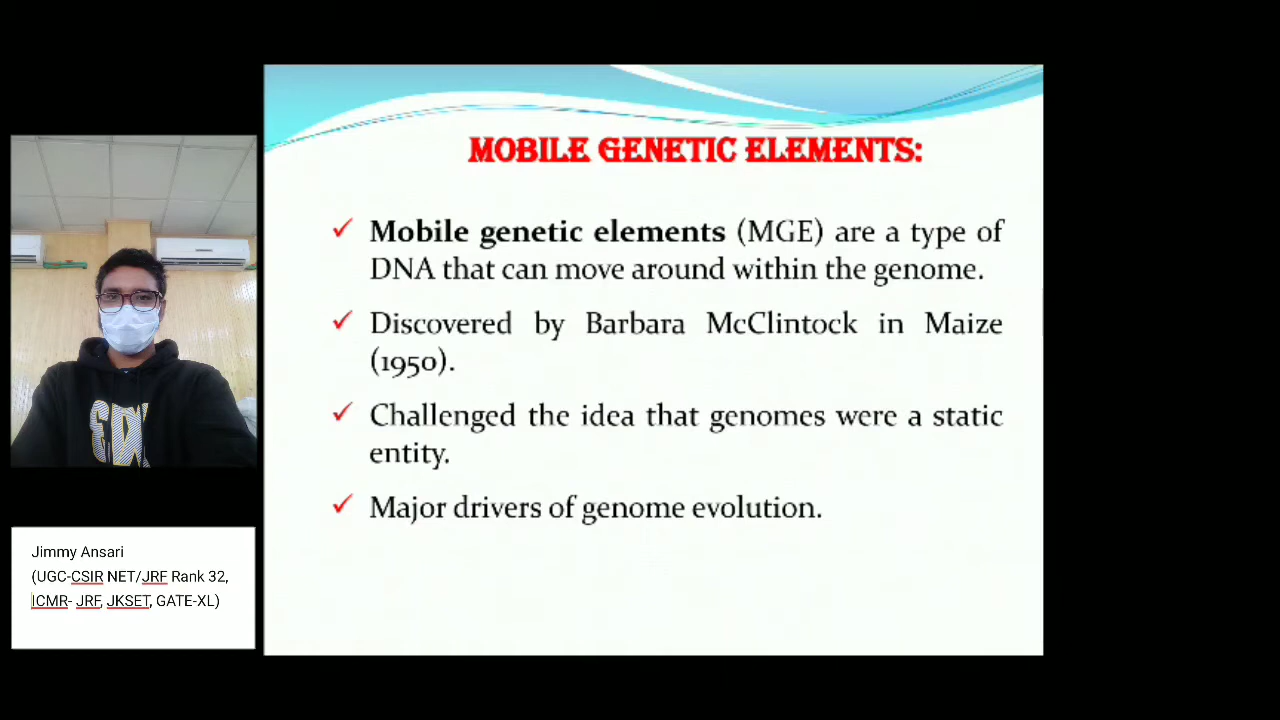 MOBILE GENETIC ELEMENTS:
Mobile genetic elements (MGE) are a type of
DNA that can move around within the genome.
Discovered by Barbara McClintock in Maize
(1950).
Challenged the idea that genomes were a static
entity.
Major drivers of genome evolution.
Jimmy Ansari
(UGC-CSIR NET/JRF Rank 32,
ICMR- JRF, JKSET, GATE-XL)